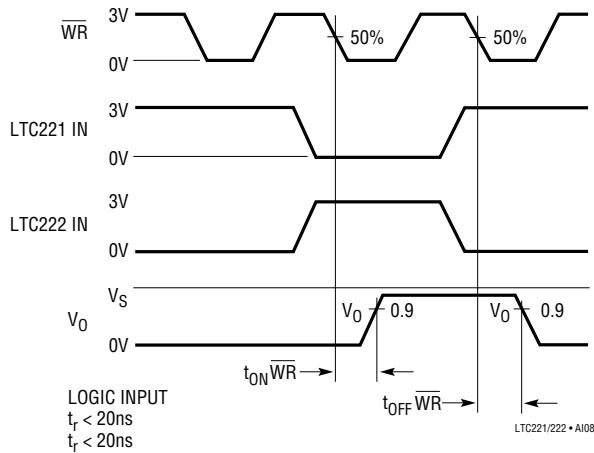 WR
3V
50%
50%
0V
LTC221 IN
3V
0V
LTC222 IN
3V
0V
VS
VO
VO 0.9
VO 0.9
0V
tON WR
tOFF WR
LOGIC INPUT
tr < 20ns
tr < 20ns
LTC221/222 • AI08